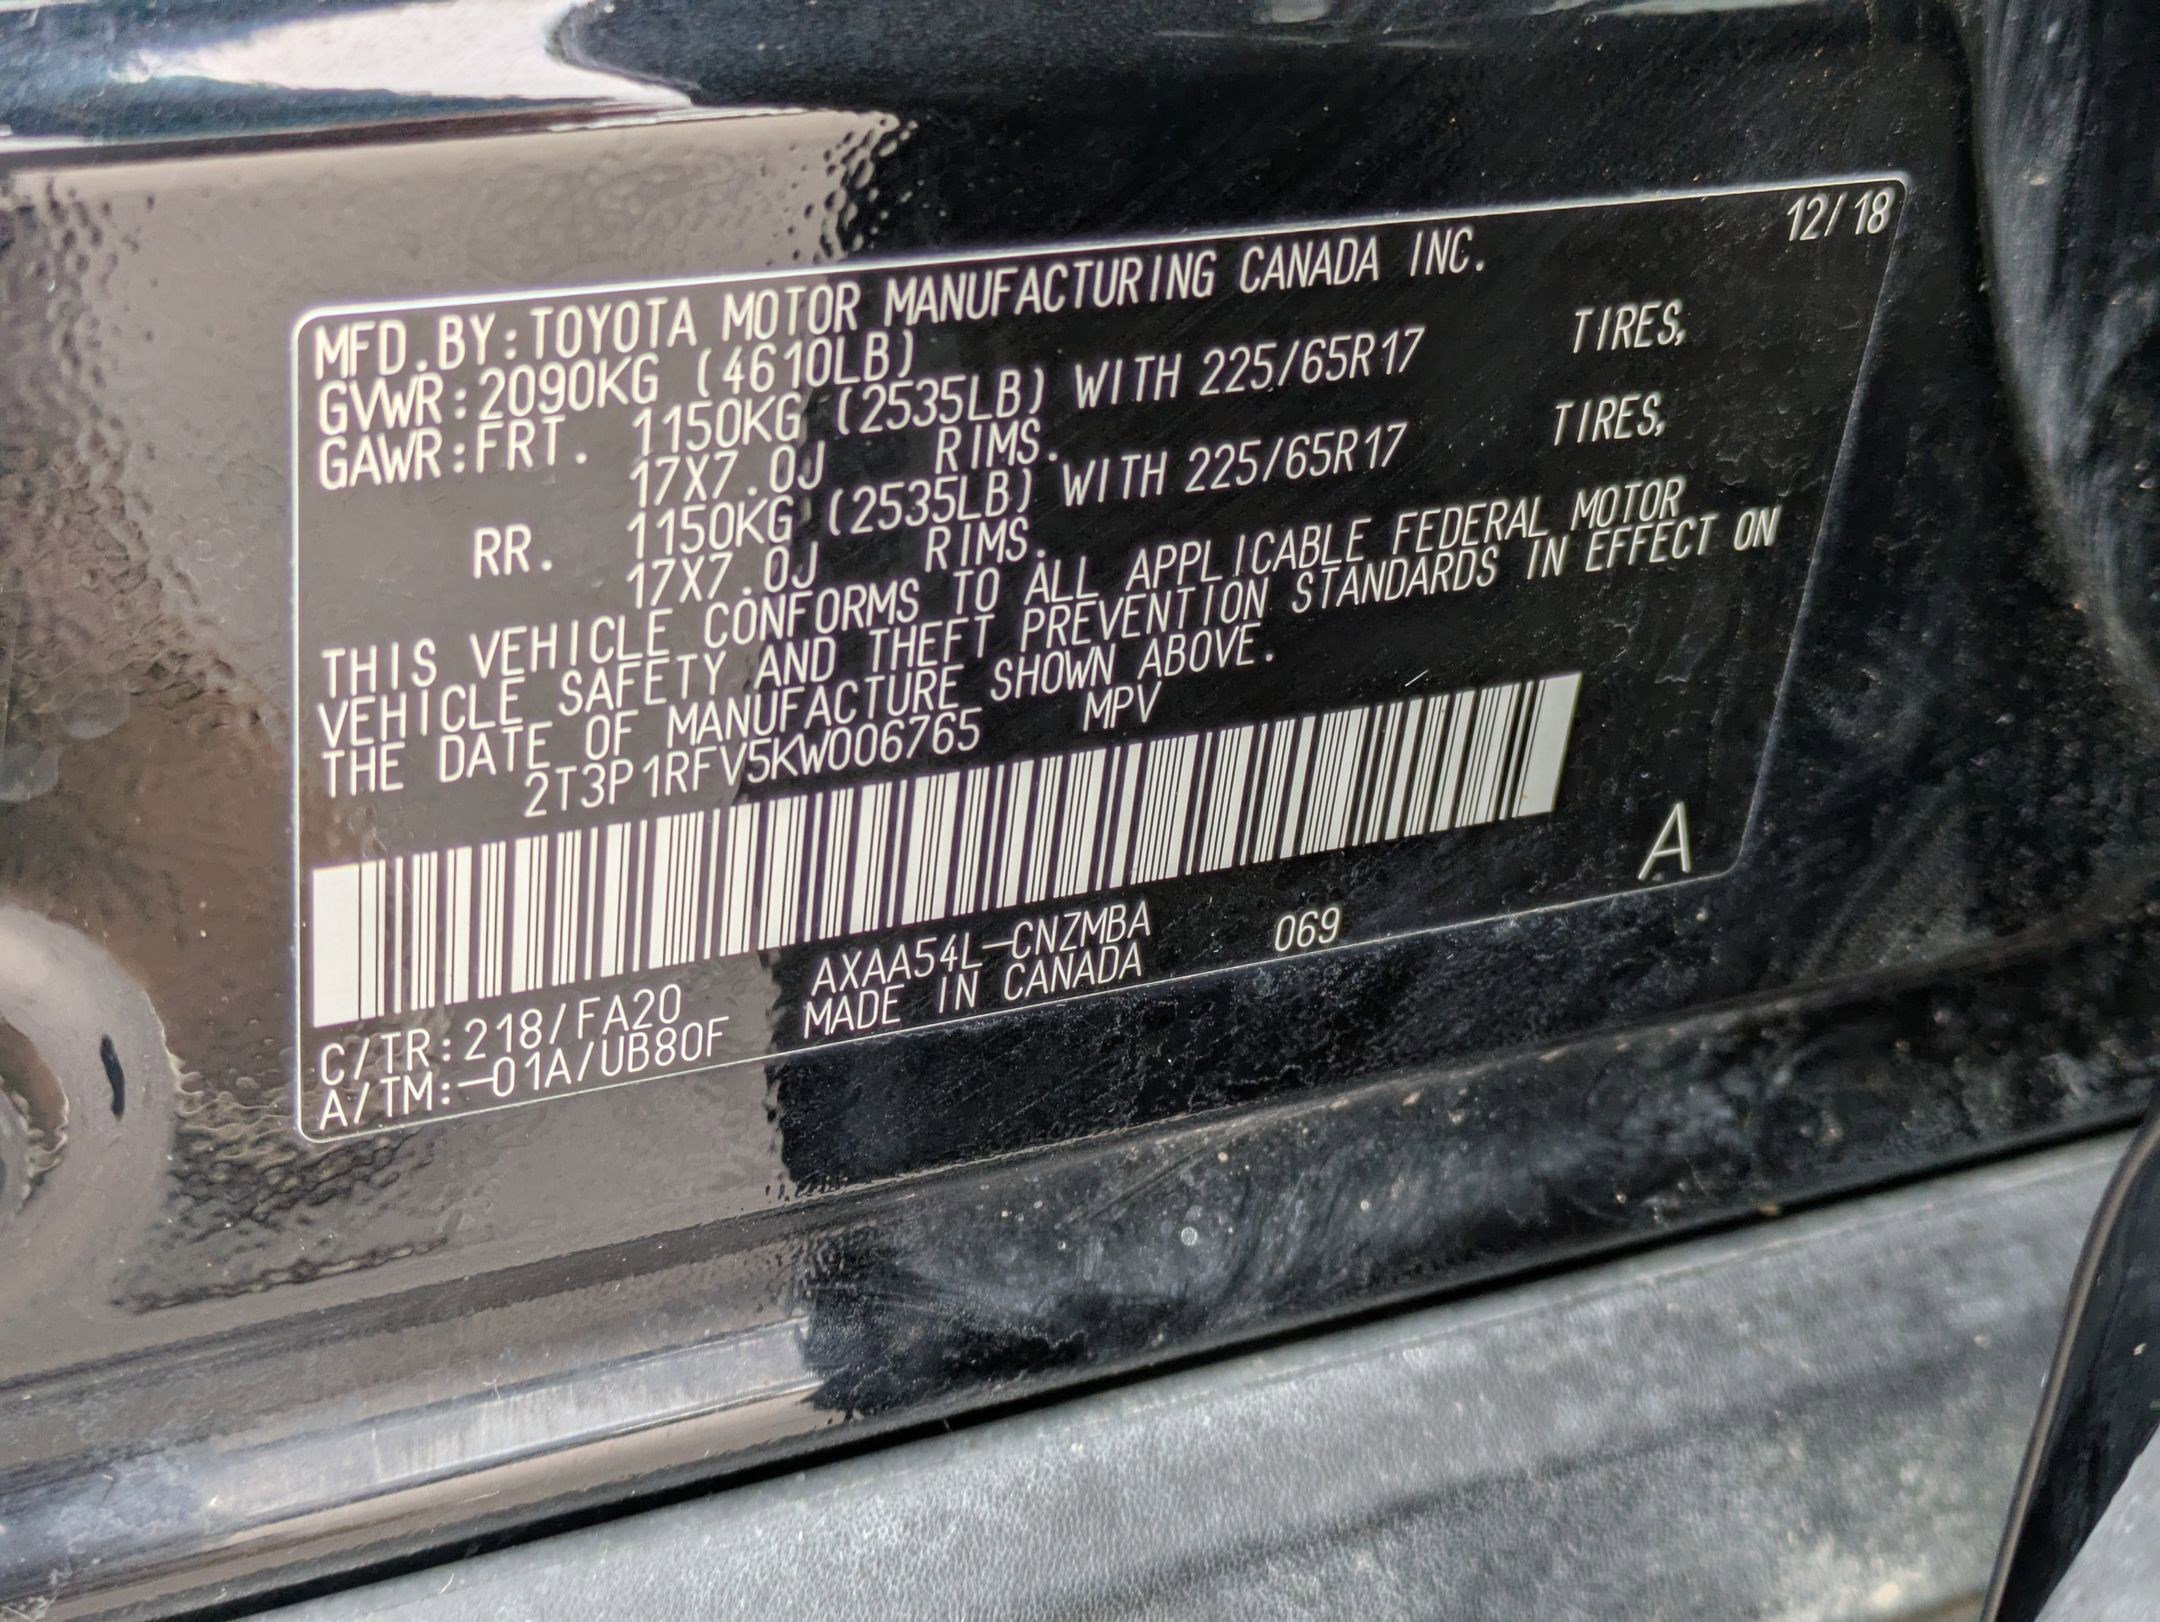 12/18
MFD.BY:TOYOTA MOTOR MANUFACTURING CANADA INC.
GVWR:2090KG (4610LB)
GAWR:FRT. 1150KG (2535LB) WITH 225/65R17 TIRES,
17X7.0J RIMS.
RR. 1150KG (2535LB) WITH 225/65R17 TIRES,
17X7.0J RIMS.
THIS VEHICLE CONFORMS TO ALL APPLICABLE FEDERAL MOTOR
VEHICLE SAFETY AND THEFT PREVENTION STANDARDS IN EFFECT ON
THE DATE OF MANUFACTURE SHOWN ABOVE.
2T3P1RFV5KW006765 MPV
A
C/TR:218/FA20 AXAA54L-CNZMBA 069
A/TM:-01A/UB80F MADE IN CANADA